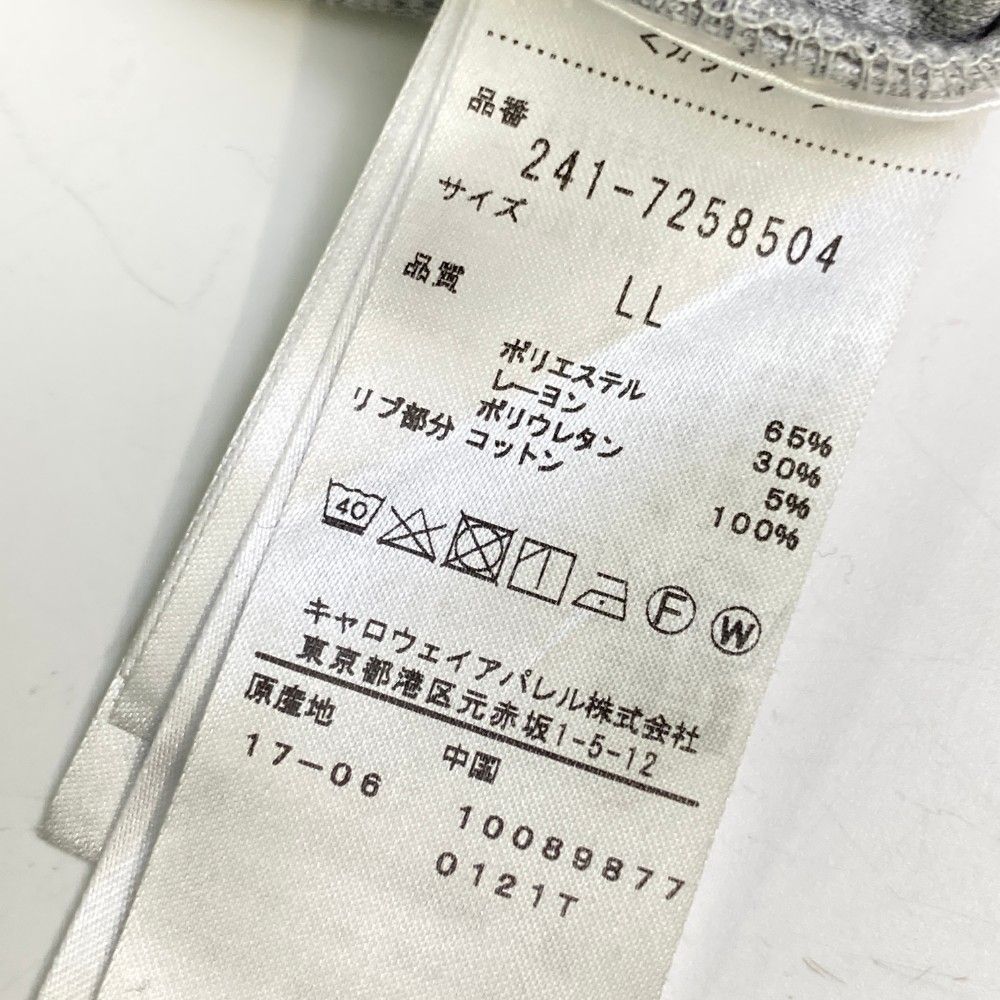 品番
241-7258504
サイズ
LL
品質
ポリエステル 65%
レーヨン 30%
ポリウレタン 5%
リブ部分 コットン 100%
40
F W
キャロウェイアパレル株式会社
東京都港区元赤坂1-5-12
原産地 中国
17-06 10089877
0121T